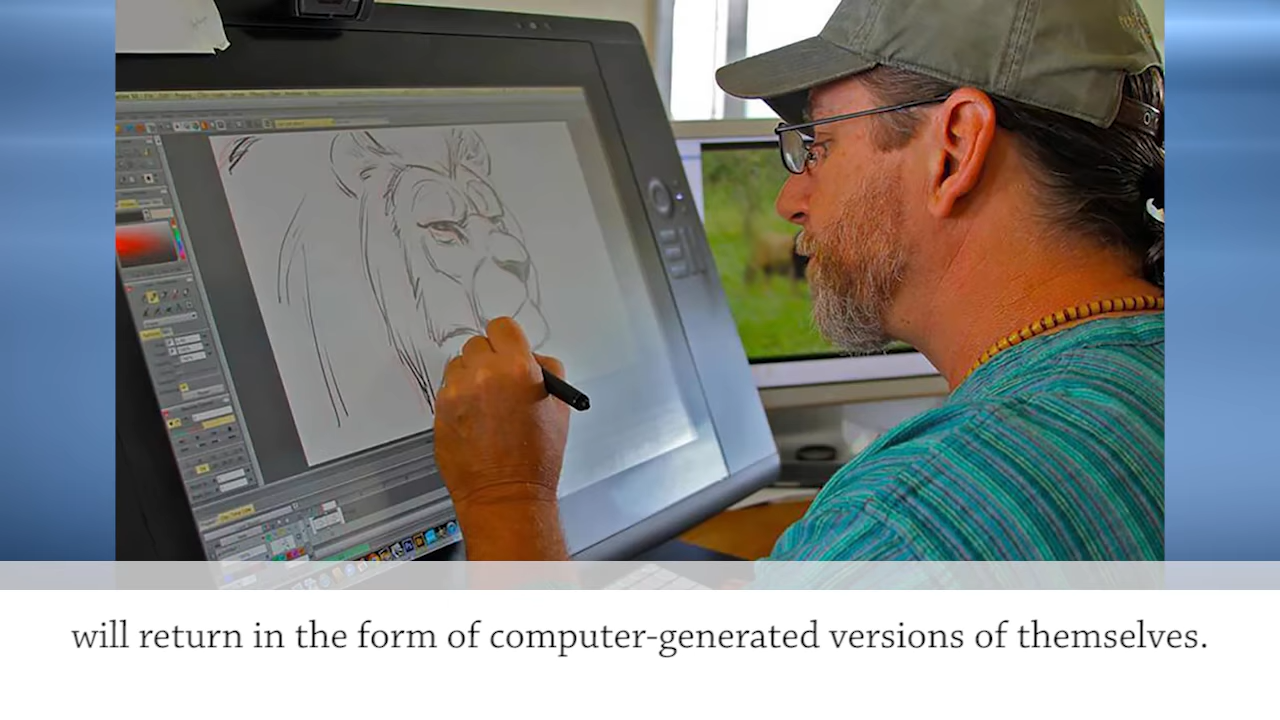 will return in the form of computer-generated versions of themselves.